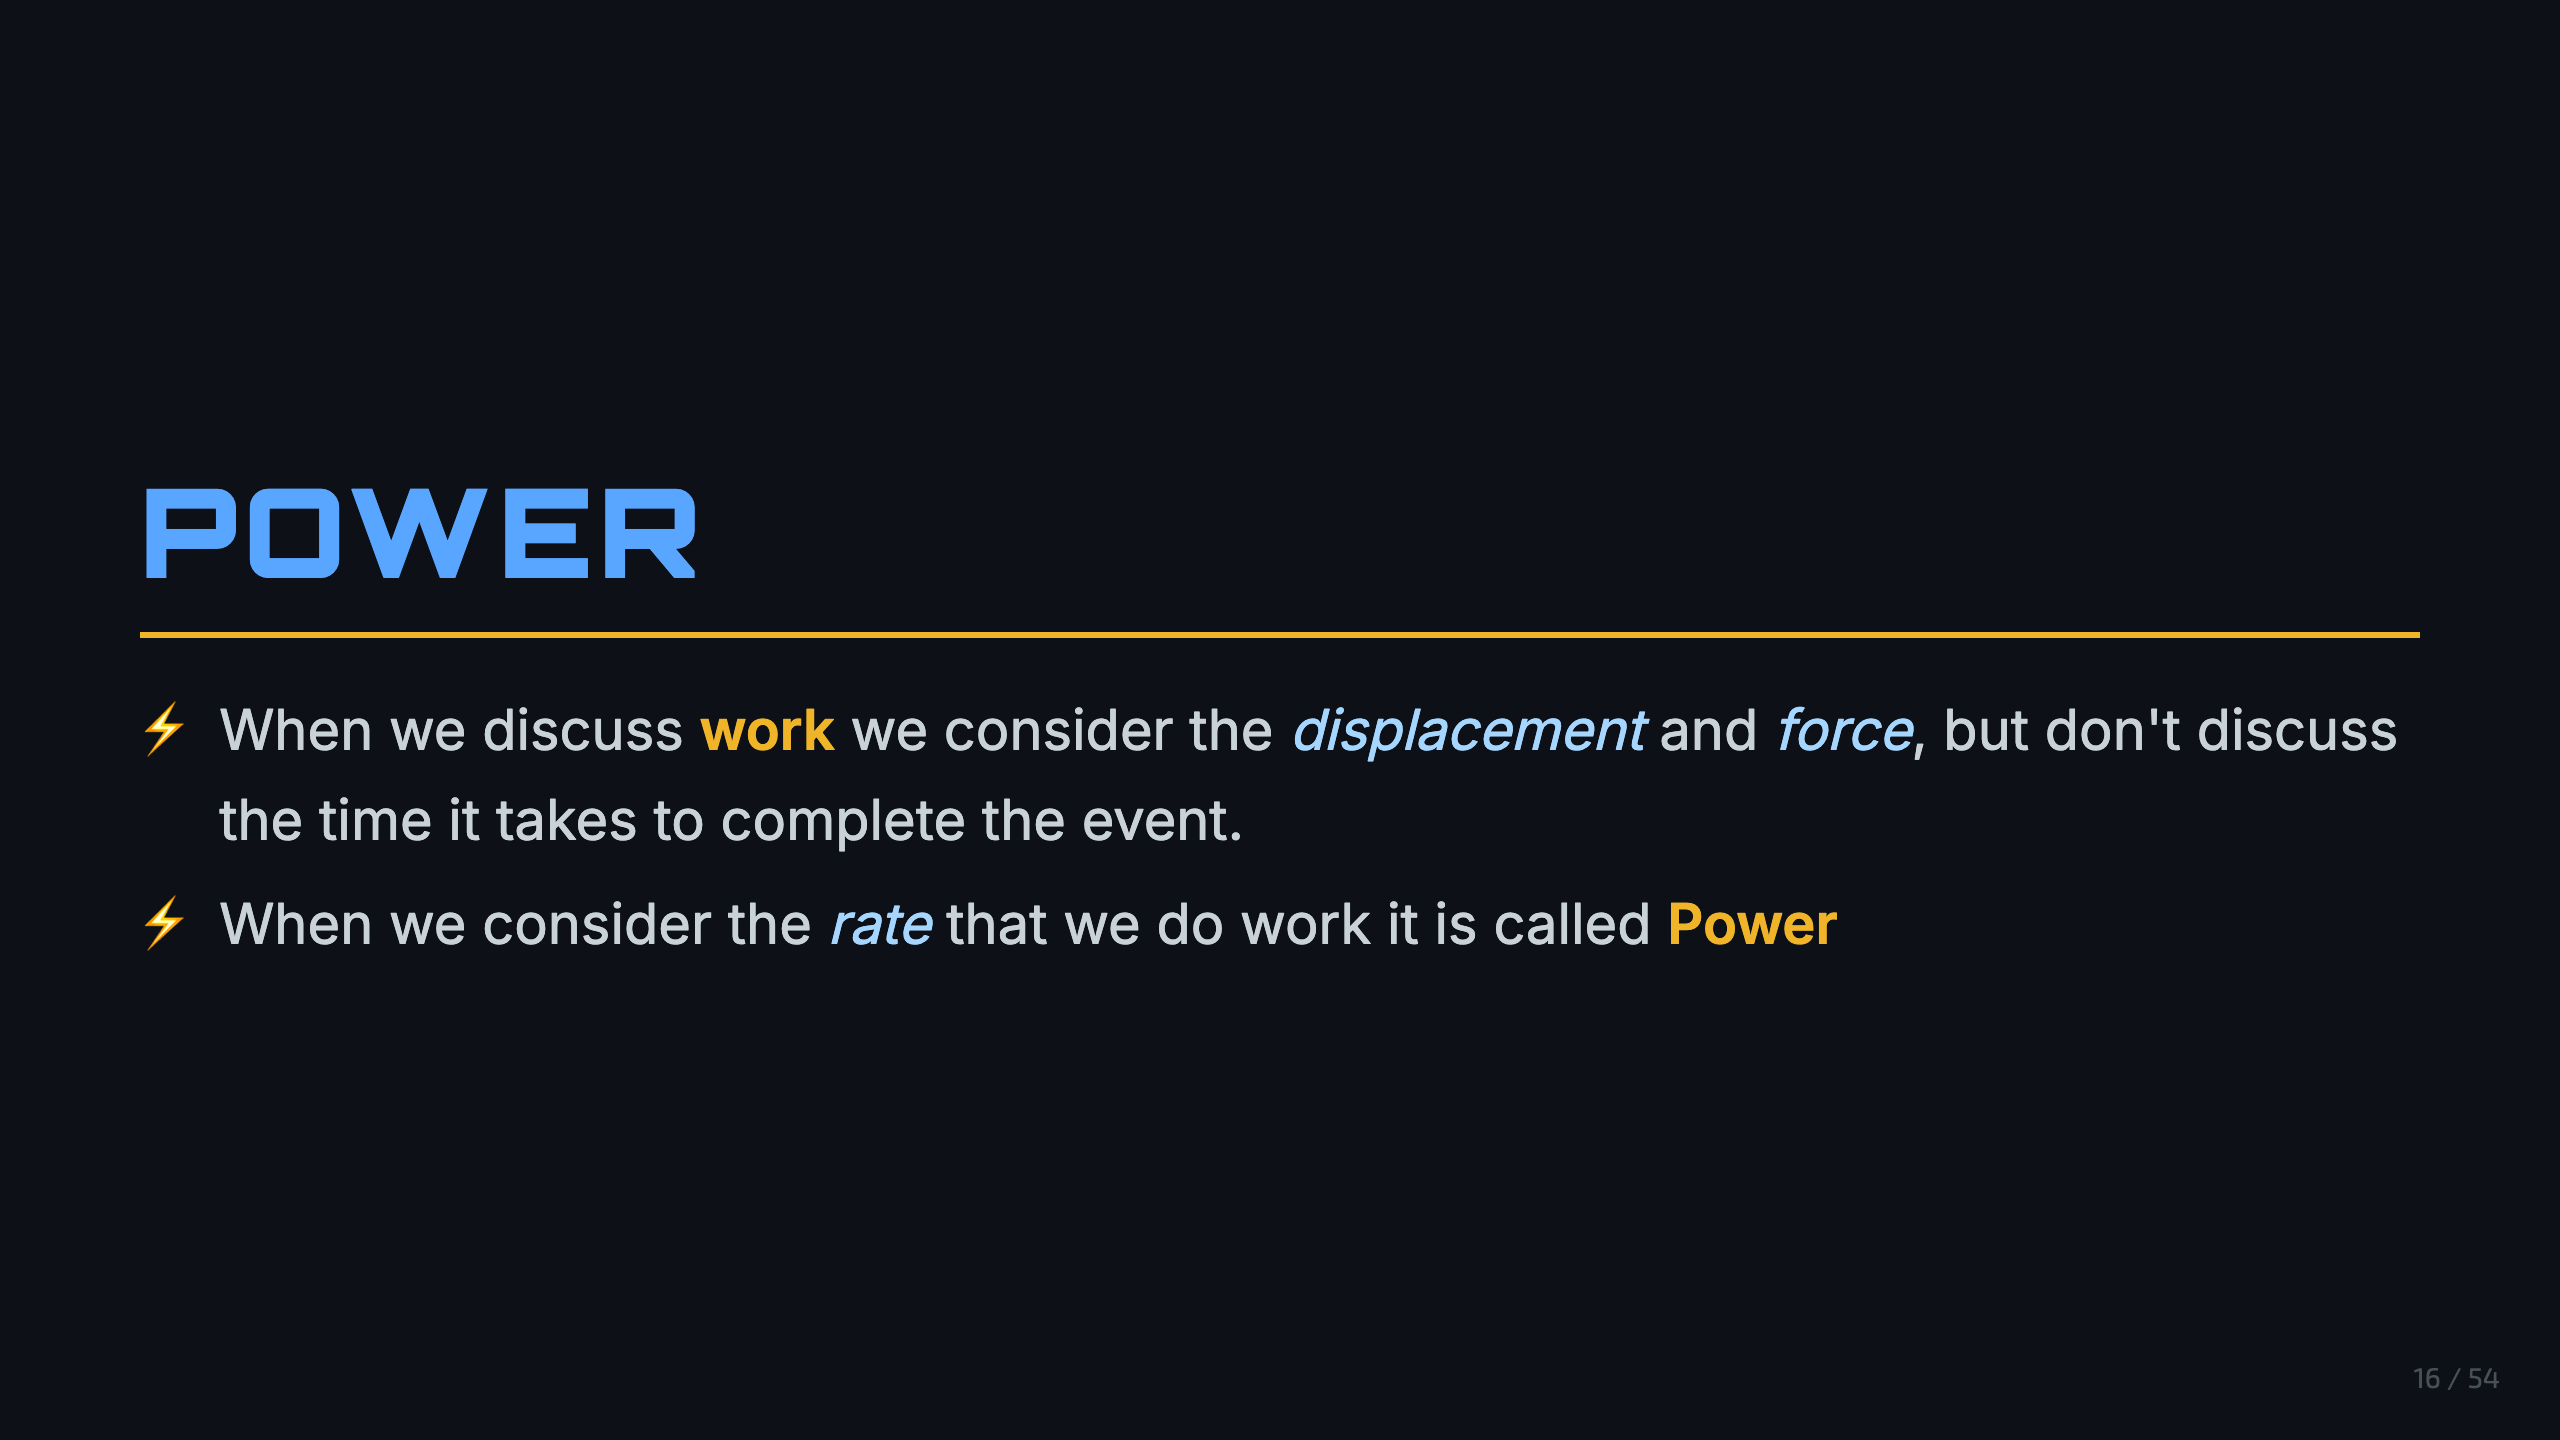 POWER
⚡ When we discuss work we consider the displacement and force, but don't discuss
the time it takes to complete the event.
⚡ When we consider the rate that we do work it is called Power
16 / 54